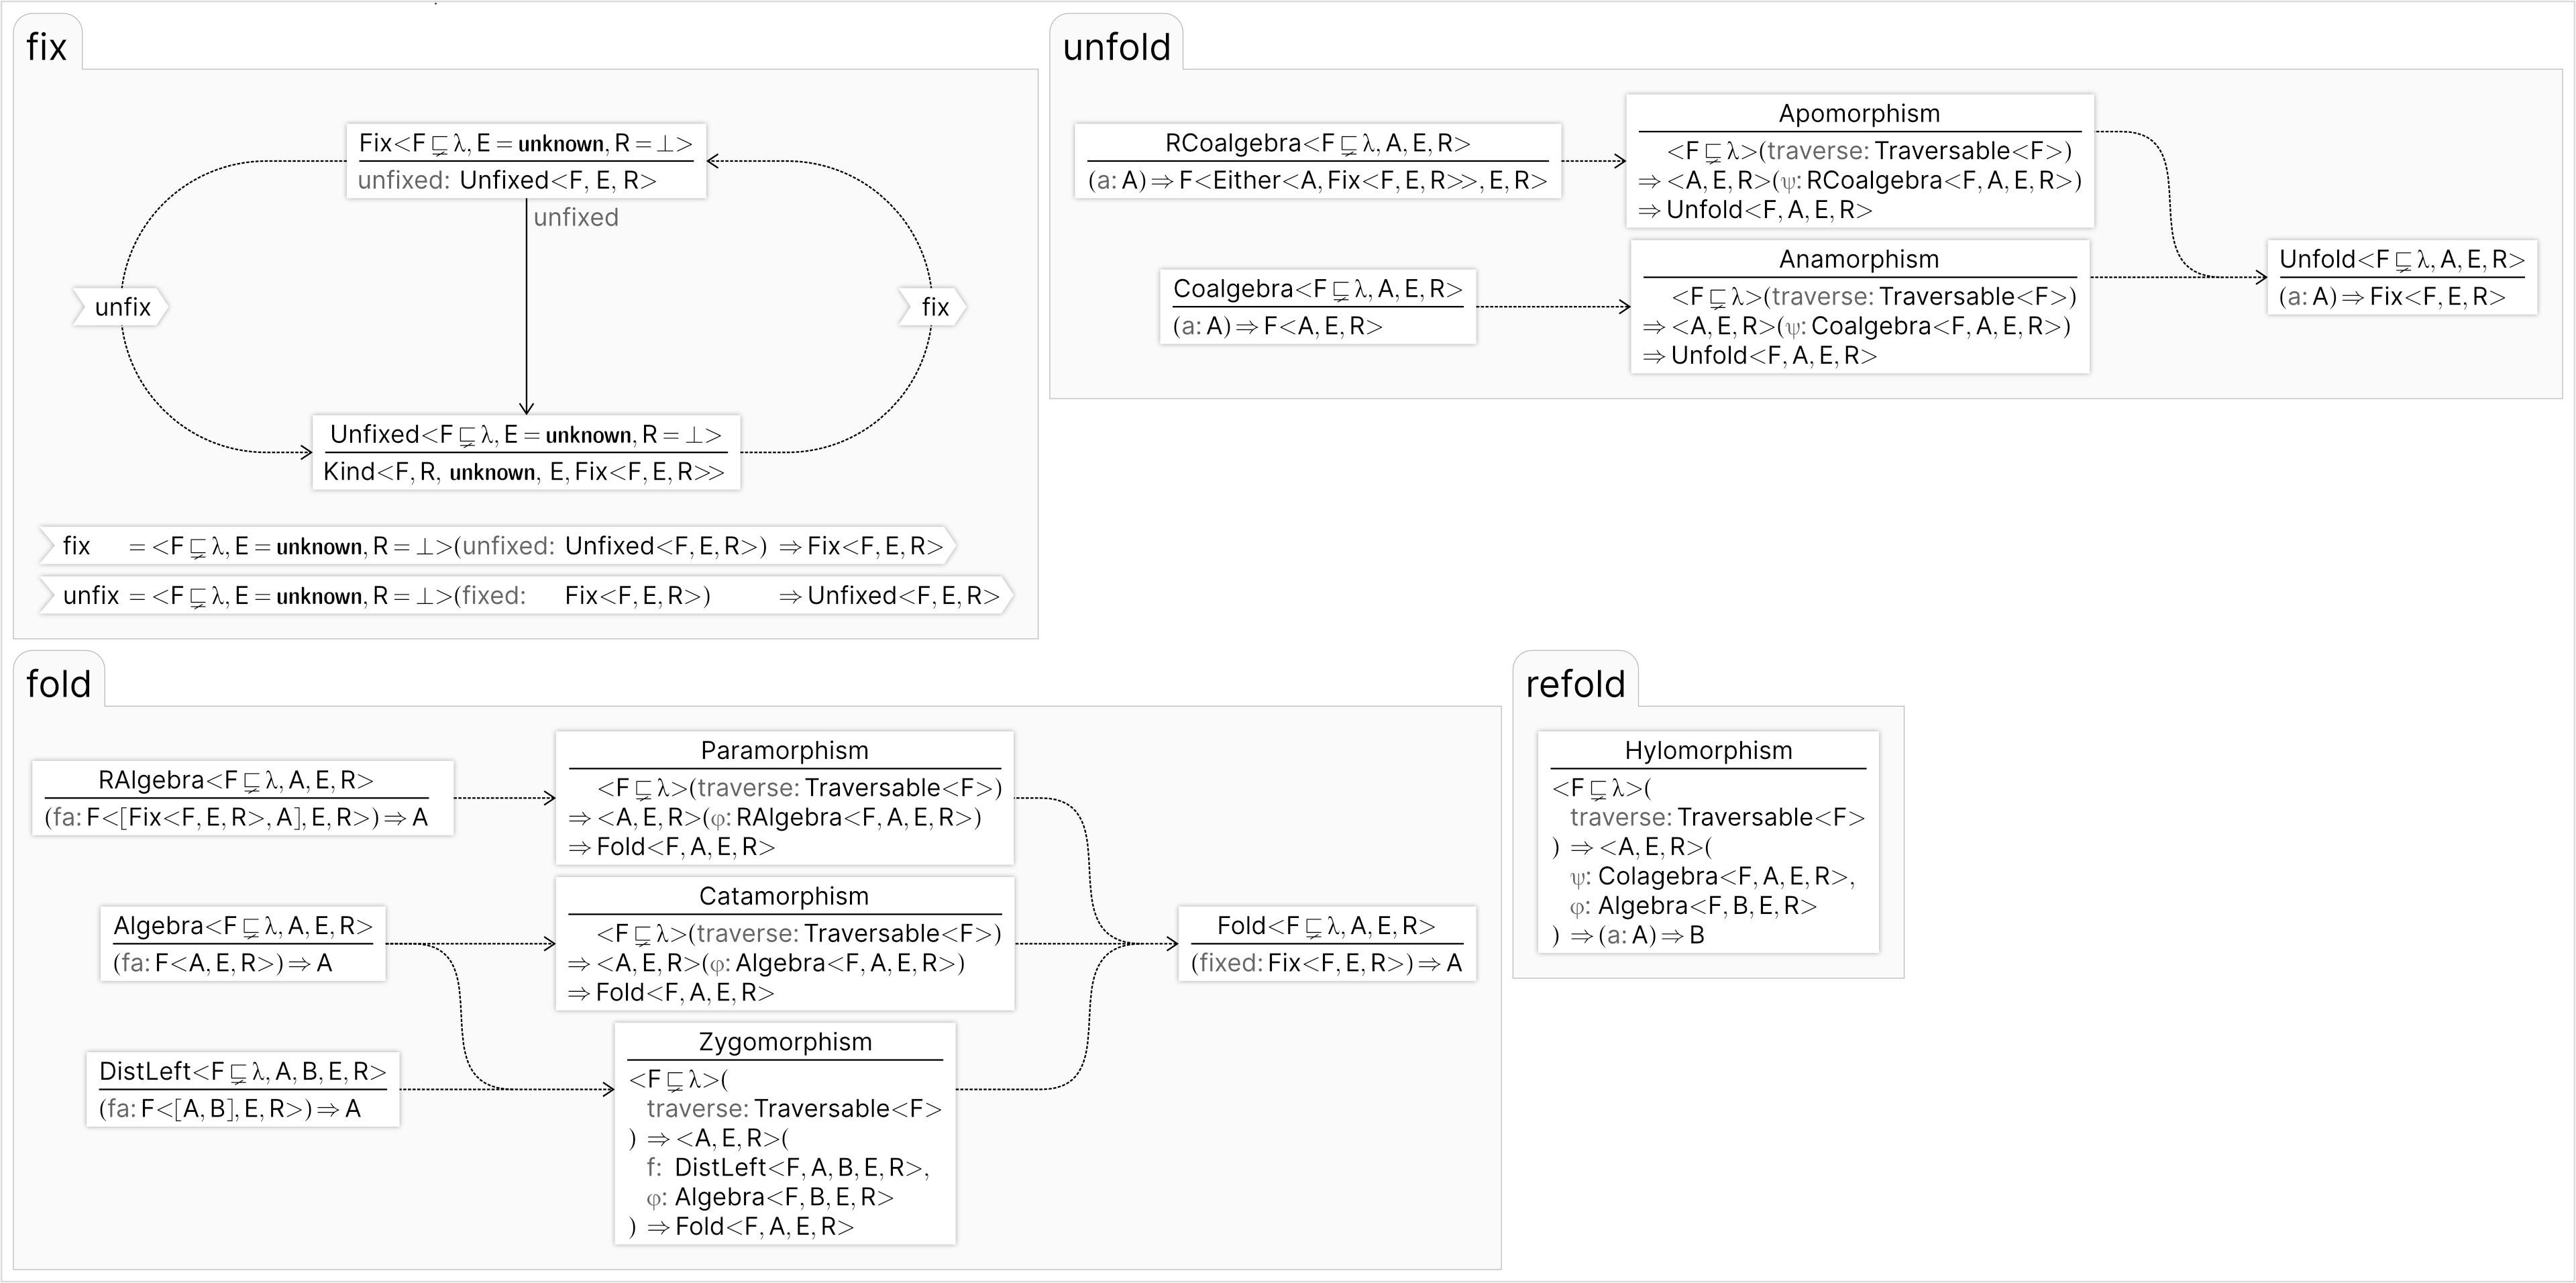 fix
Fix<F ⋤ λ, E = unknown, R = ⊥>
unfixed: Unfixed<F, E, R>
unfixed
unfix
fix
Unfixed<F ⋤ λ, E = unknown, R = ⊥>
Kind<F, R, unknown, E, Fix<F, E, R>>
fix = <F ⋤ λ, E = unknown, R = ⊥>(unfixed: Unfixed<F, E, R>) ⇒ Fix<F, E, R>
unfix = <F ⋤ λ, E = unknown, R = ⊥>(fixed: Fix<F, E, R>) ⇒ Unfixed<F, E, R>
unfold
RCoalgebra<F ⋤ λ, A, E, R>
(a: A) ⇒ F<Either<A, Fix<F, E, R>>, E, R>
Apomorphism
<F ⋤ λ>(traverse: Traversable<F>)
⇒ <A, E, R>(ψ: RCoalgebra<F, A, E, R>)
⇒ Unfold<F, A, E, R>
Coalgebra<F ⋤ λ, A, E, R>
(a: A) ⇒ F<A, E, R>
Anamorphism
<F ⋤ λ>(traverse: Traversable<F>)
⇒ <A, E, R>(ψ: Coalgebra<F, A, E, R>)
⇒ Unfold<F, A, E, R>
Unfold<F ⋤ λ, A, E, R>
(a: A) ⇒ Fix<F, E, R>
fold
RAlgebra<F ⋤ λ, A, E, R>
(fa: F<[Fix<F, E, R>, A], E, R>) ⇒ A
Paramorphism
<F ⋤ λ>(traverse: Traversable<F>)
⇒ <A, E, R>(φ: RAlgebra<F, A, E, R>)
⇒ Fold<F, A, E, R>
Algebra<F ⋤ λ, A, E, R>
(fa: F<A, E, R>) ⇒ A
Catamorphism
<F ⋤ λ>(traverse: Traversable<F>)
⇒ <A, E, R>(φ: Algebra<F, A, E, R>)
⇒ Fold<F, A, E, R>
DistLeft<F ⋤ λ, A, B, E, R>
(fa: F<[A, B], E, R>) ⇒ A
Zygomorphism
<F ⋤ λ>(
traverse: Traversable<F>
) ⇒ <A, E, R>(
f: DistLeft<F, A, B, E, R>,
φ: Algebra<F, B, E, R>
) ⇒ Fold<F, A, E, R>
Fold<F ⋤ λ, A, E, R>
(fixed: Fix<F, E, R>) ⇒ A
refold
Hylomorphism
<F ⋤ λ>(
traverse: Traversable<F>
) ⇒ <A, E, R>(
ψ: Colagebra<F, A, E, R>,
φ: Algebra<F, B, E, R>
) ⇒ (a: A) ⇒ B